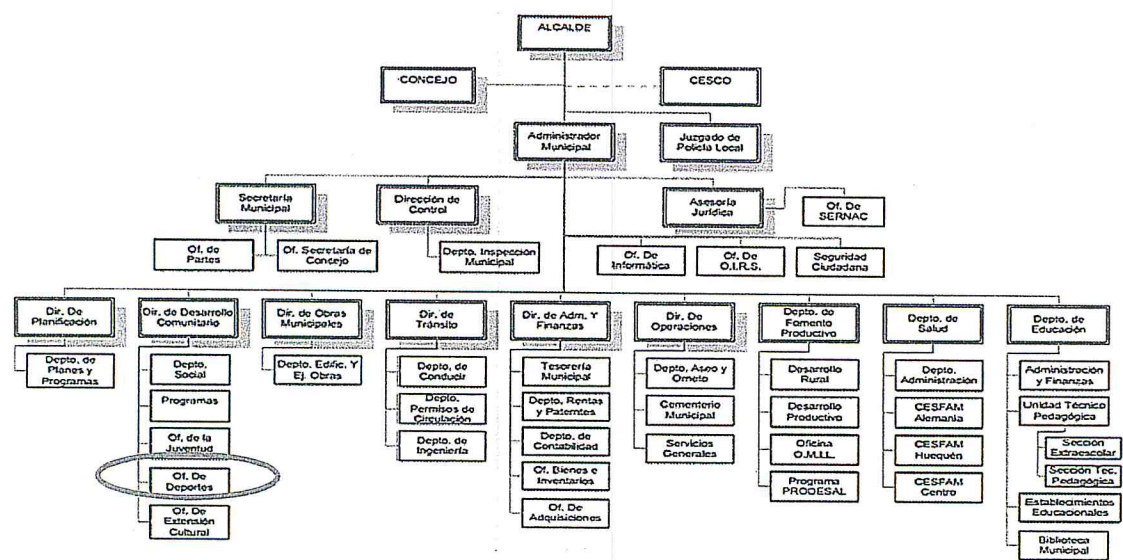 ALCALDE
CONCEJO
CESCO
Administrador
Municipal
Juzgado de
Policía Local
Secretaría
Municipal
Dirección de
Control
Asesoría
Jurídica
Of. De
SERNAC
Of. de
Partes
Of. Secretaría de
Concejo
Depto. Inspección
Municipal
Of. De
Informática
Of. De
O.I.R.S.
Seguridad
Ciudadana
Dir. De
Planificación
Dir. de Desarrollo
Comunitario
Dir. de Obras
Municipales
Dir. de
Tránsito
Dir. de Adm. Y
Finanzas
Dir. De
Operaciones
Depto. de
Fomento
Productivo
Depto. de
Salud
Depto. de
Educación
Depto. de
Planes y
Programas
Depto.
Social
Programas
Of. de la
Juventud
Of. De
Deportes
Of. De
Extensión
Cultural
Depto. Edific. Y
Ej. Obras
Depto. de
Conducir
Depto.
Permisos de
Circulación
Depto. de
Ingeniería
Tesorería
Municipal
Depto. Rentas
y Patentes
Depto. de
Contabilidad
Of. Bienes e
Inventarios
Of. De
Adquisiciones
Depto. Aseo y
Ornato
Cementerio
Municipal
Servicios
Generales
Desarrollo
Rural
Desarrollo
Productivo
Oficina
O.M.I.L.
Programa
PRODESAL
Depto.
Administración
CESFAM
Alemania
CESFAM
Huequén
CESFAM
Centro
Administración
y Finanzas
Unidad Técnico
Pedagógica
Sección
Extraescolar
Sección Tec.
Pedagógica
Establecimientos
Educacionales
Biblioteca
Municipal